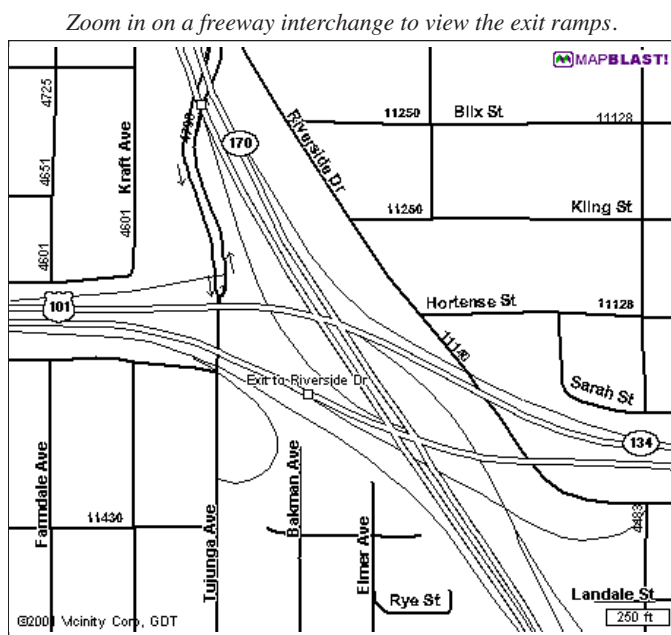 Zoom in on a freeway interchange to view the exit ramps.
MAPBLAST!
4725
4798
Riverside Dr
11250
Blix St
11128
170
4651
Kraft Ave
4601
11250
Kling St
4601
101
Hortense St
11128
11140
Exit to Riverside Dr
Sarah St
134
Farmdale Ave
11430
Tujunga Ave
Bakman Ave
Elmer Ave
4483
Rye St
Landale St
©2001 Vicinity Corp, GDT
250 ft